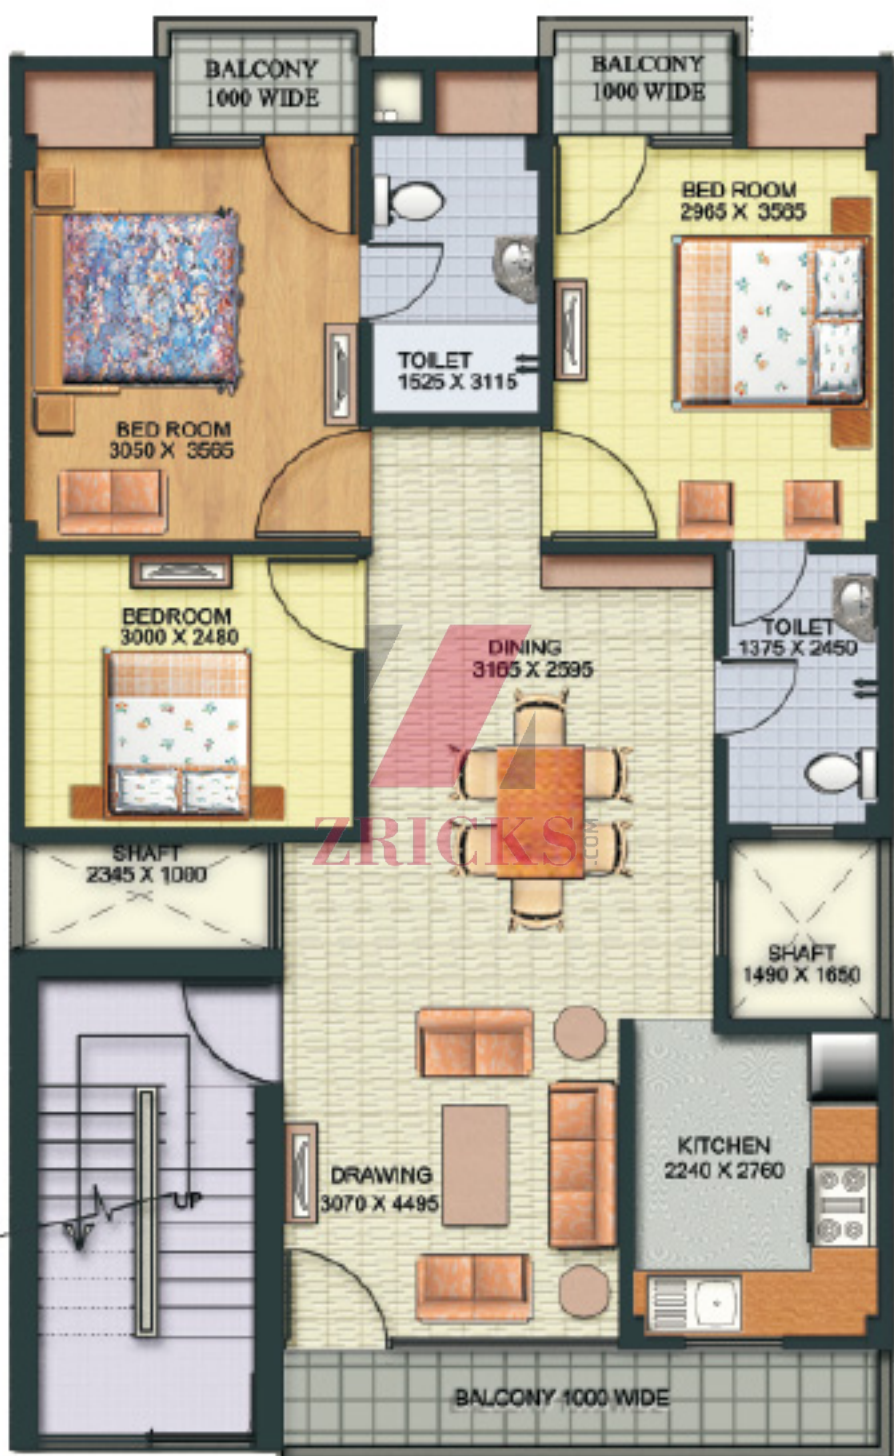 BALCONY
1000 WIDE
BALCONY
1000 WIDE
BED ROOM
2965 X 3565
TOILET
1525 X 3115
BED ROOM
3050 X 3565
BEDROOM
3000 X 2480
DINING
3165 X 2595
TOILET
1375 X 2450
ZRICKS.COM
SHAFT
2345 X 1080
SHAFT
1490 X 1650
KITCHEN
2240 X 2760
DRAWING
3070 X 4495
UP
BALCONY 1000 WIDE